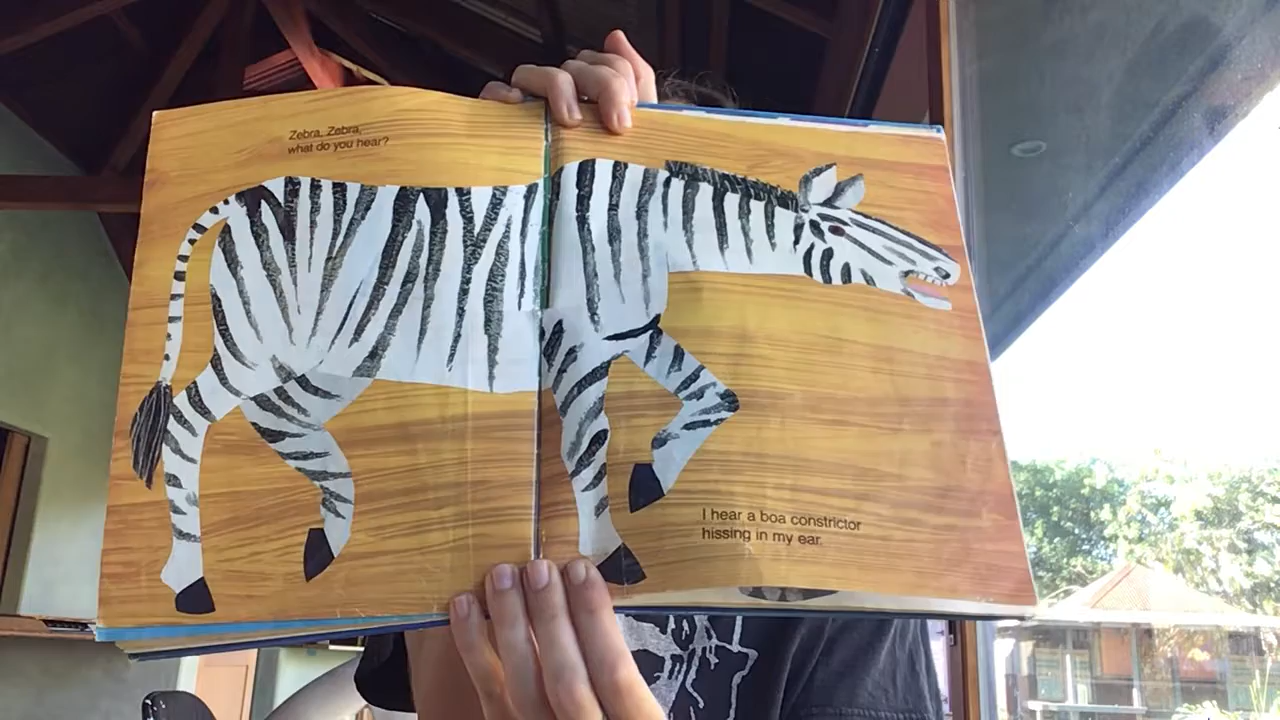 Zebra, Zebra,
what do you hear?
I hear a boa constrictor
hissing in my ear.